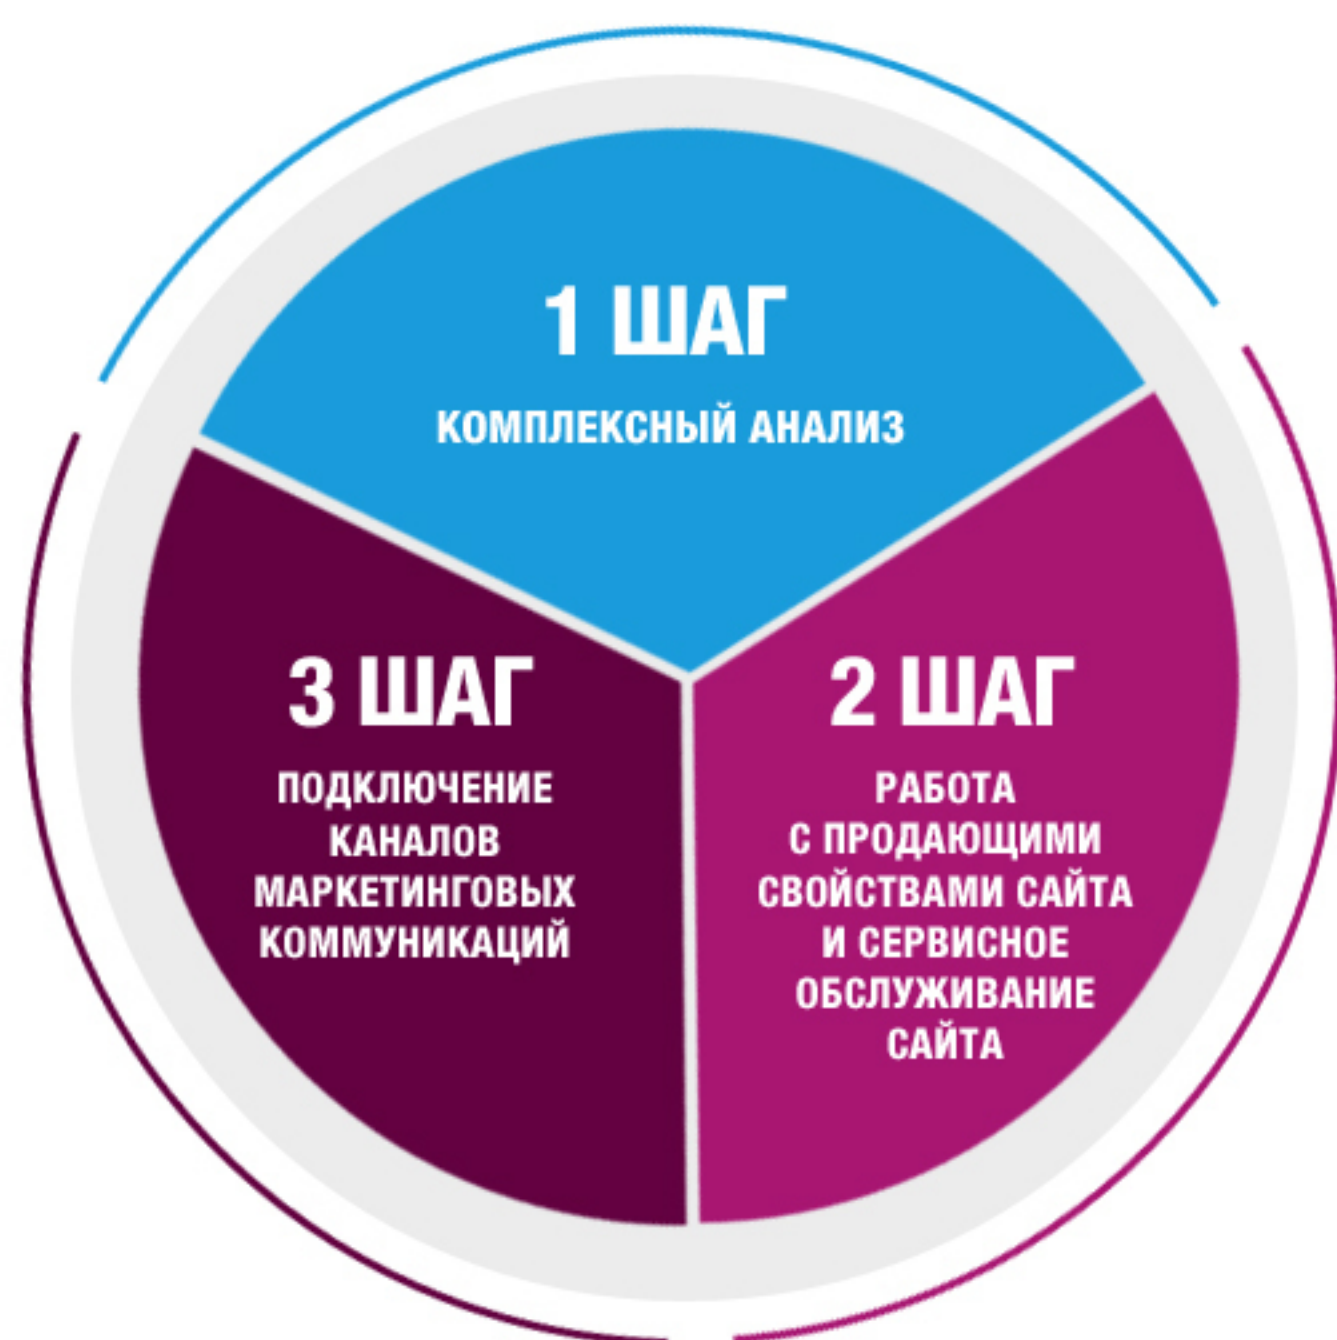 1 ШАГ
КОМПЛЕКСНЫЙ АНАЛИЗ
2 ШАГ
РАБОТА
С ПРОДАЮЩИМИ
СВОЙСТВАМИ САЙТА
И СЕРВИСНОЕ
ОБСЛУЖИВАНИЕ
САЙТА
3 ШАГ
ПОДКЛЮЧЕНИЕ
КАНАЛОВ
МАРКЕТИНГОВЫХ
КОММУНИКАЦИЙ